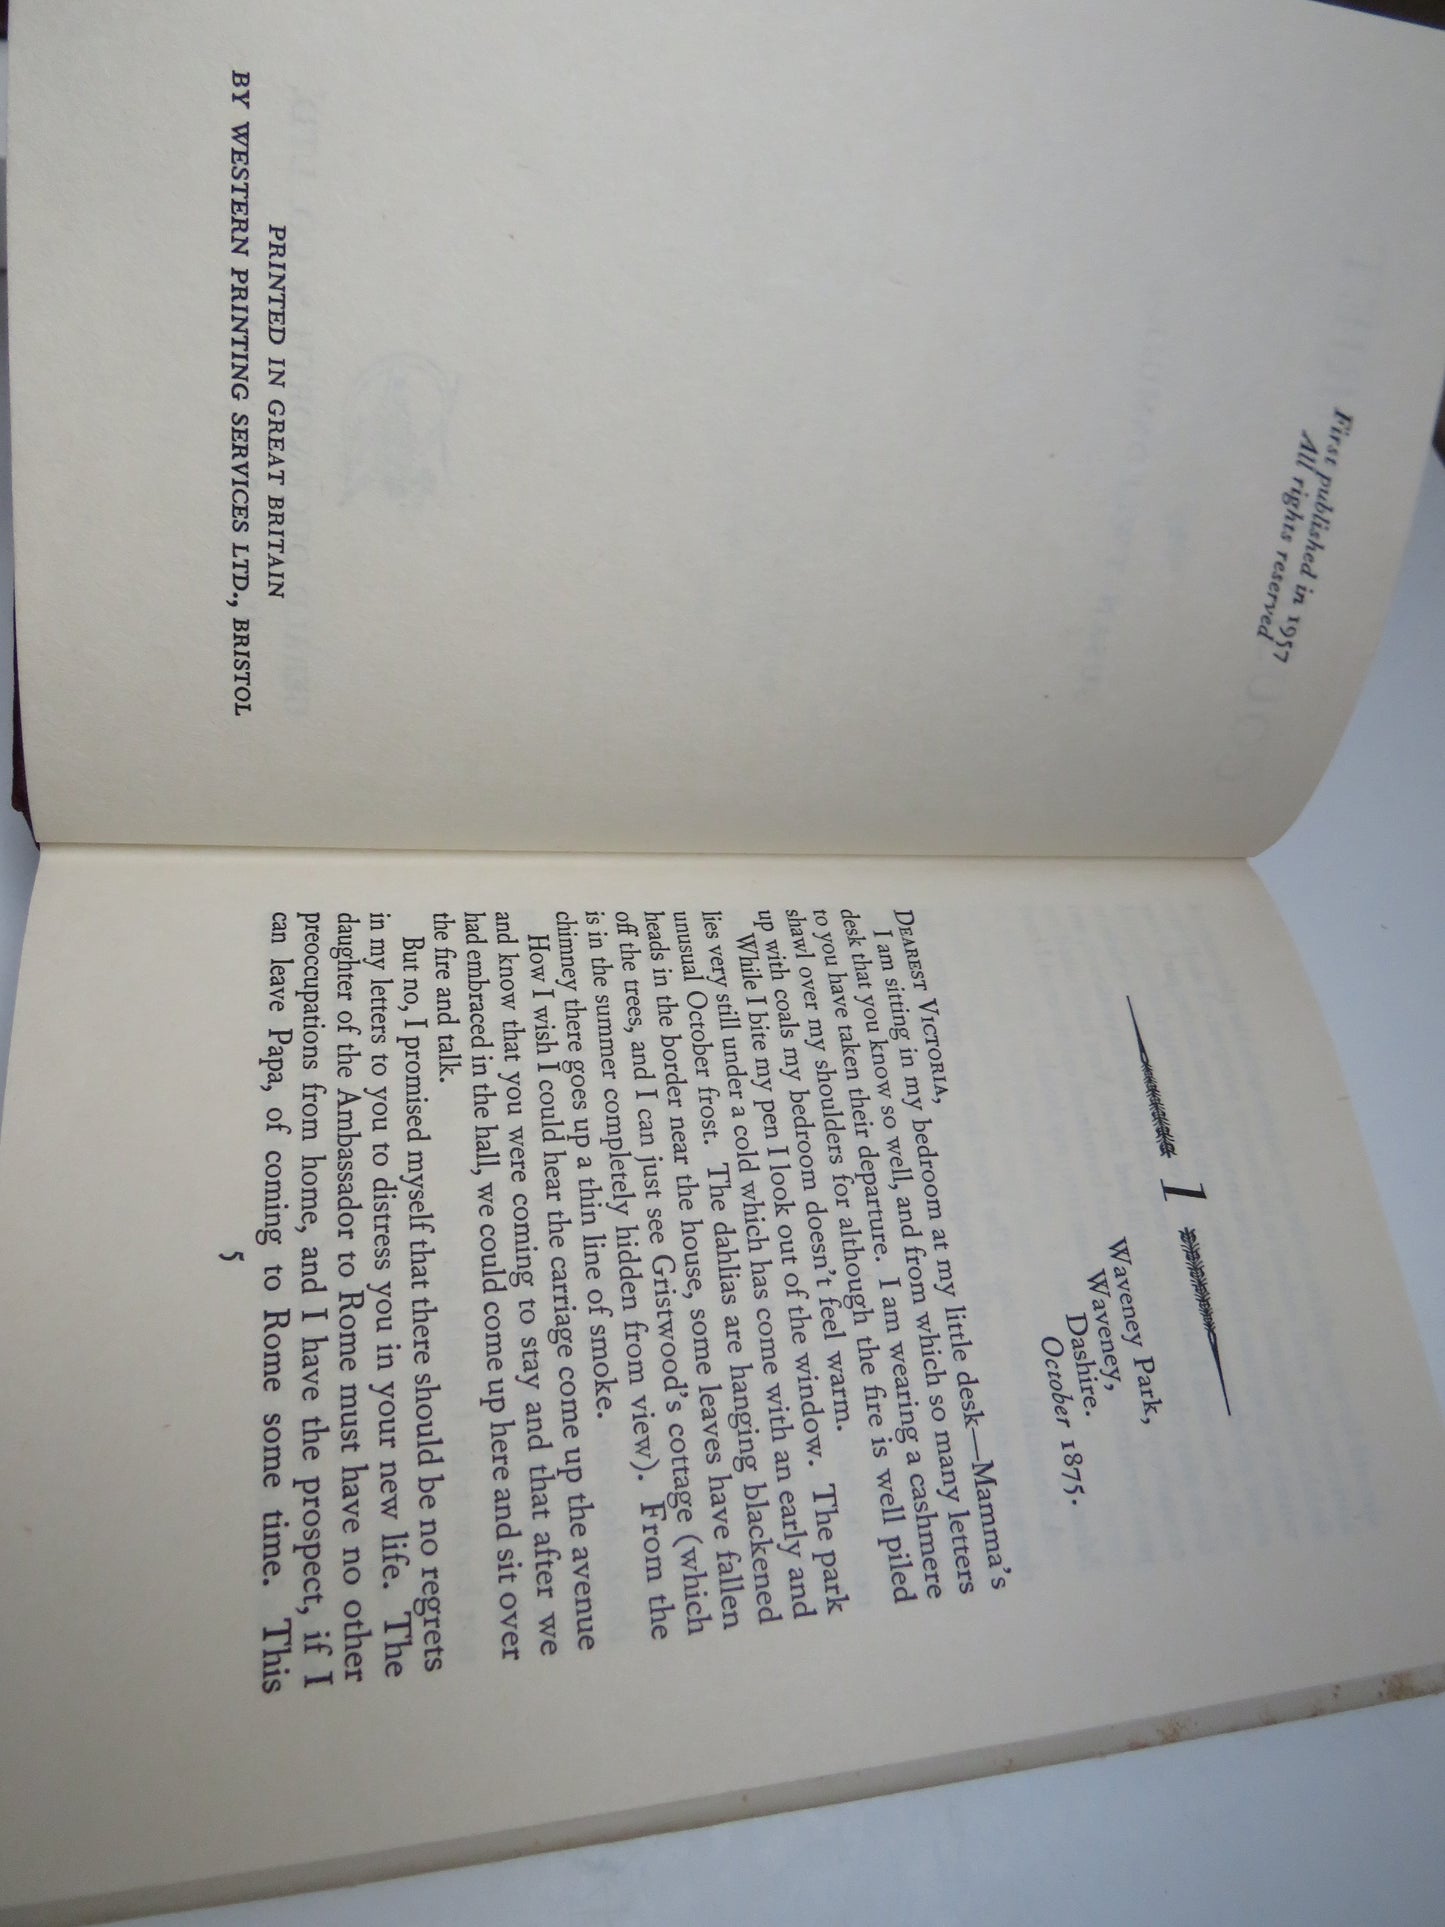 First published in 1957
All rights reserved
PRINTED IN GREAT BRITAIN
BY WESTERN PRINTING SERVICES LTD., BRISTOL
1
Waveney Park,
Waveney,
Dashire.
October 1875.
DEAREST VICTORIA,
I am sitting in my bedroom at my little desk—Mamma's
desk that you know so well, and from which so many letters
to you have taken their departure. I am wearing a cashmere
shawl over my shoulders for although the fire is well piled
up with coals my bedroom doesn't feel warm.
While I bite my pen I look out of the window. The park
lies very still under a cold which has come with an early and
unusual October frost. The dahlias are hanging blackened
heads in the border near the house, some leaves have fallen
off the trees, and I can just see Gristwood's cottage (which
is in the summer completely hidden from view). From the
chimney there goes up a thin line of smoke.
How I wish I could hear the carriage come up the avenue
and know that you were coming to stay and that after we
had embraced in the hall, we could come up here and sit over
the fire and talk.
But no, I promised myself that there should be no regrets
in my letters to you to distress you in your new life. The
daughter of the Ambassador to Rome must have no other
preoccupations from home, and I have the prospect, if I
can leave Papa, of coming to Rome some time. This
5